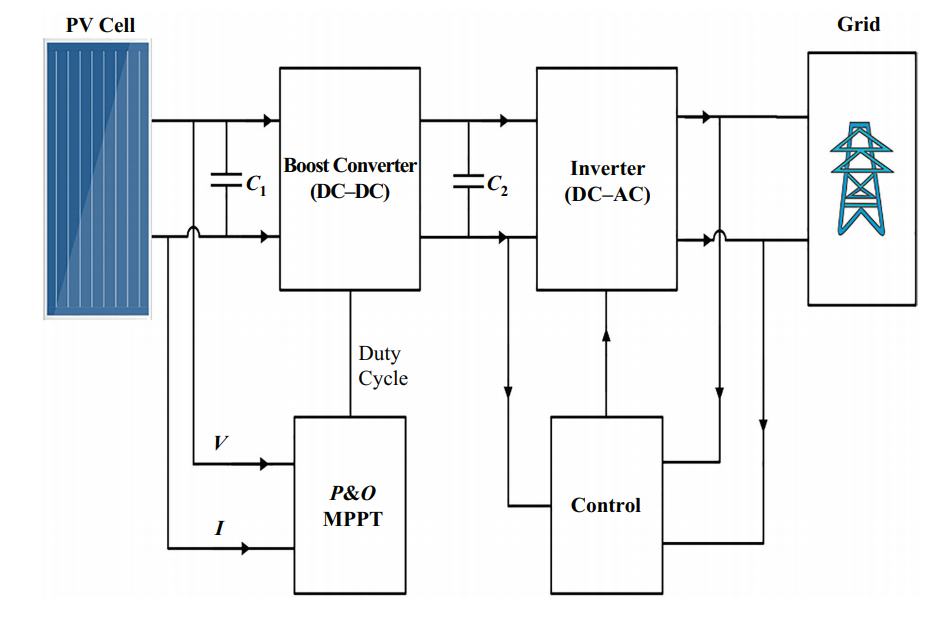 PV Cell
Grid
Boost Converter
(DC–DC)
C1
C2
Inverter
(DC–AC)
Duty
Cycle
V
I
P&O
MPPT
Control